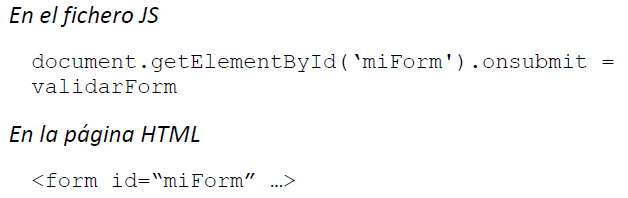 En el fichero JS
document.getElementById(‘miForm').onsubmit =
validarForm
En la página HTML
<form id=“miForm” …>